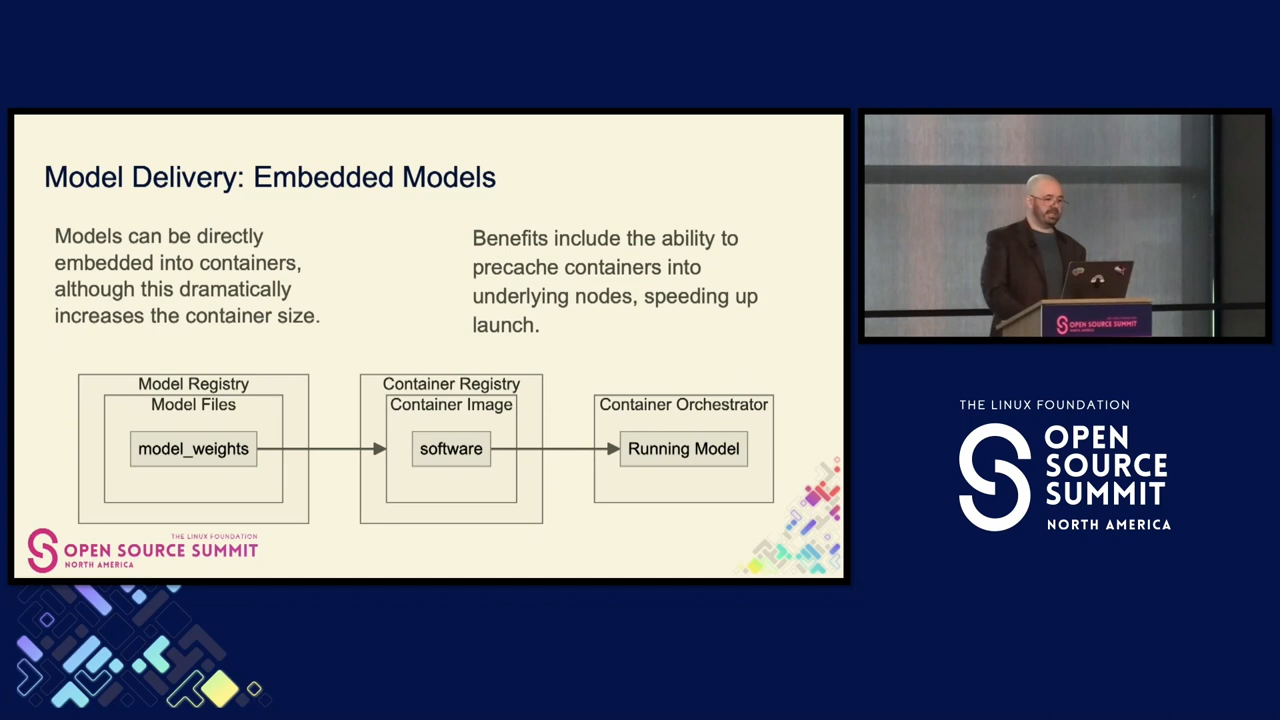 Model Delivery: Embedded Models
Models can be directly
embedded into containers,
although this dramatically
increases the container size.
Benefits include the ability to
precache containers into
underlying nodes, speeding up
launch.
Model Registry
Model Files
model_weights
Container Registry
Container Image
software
Container Orchestrator
Running Model
THE LINUX FOUNDATION
OPEN SOURCE SUMMIT
NORTH AMERICA
OPEN SOURCE SUMMIT
NORTH AMERICA
THE LINUX FOUNDATION
OPEN
SOURCE
SUMMIT
NORTH AMERICA